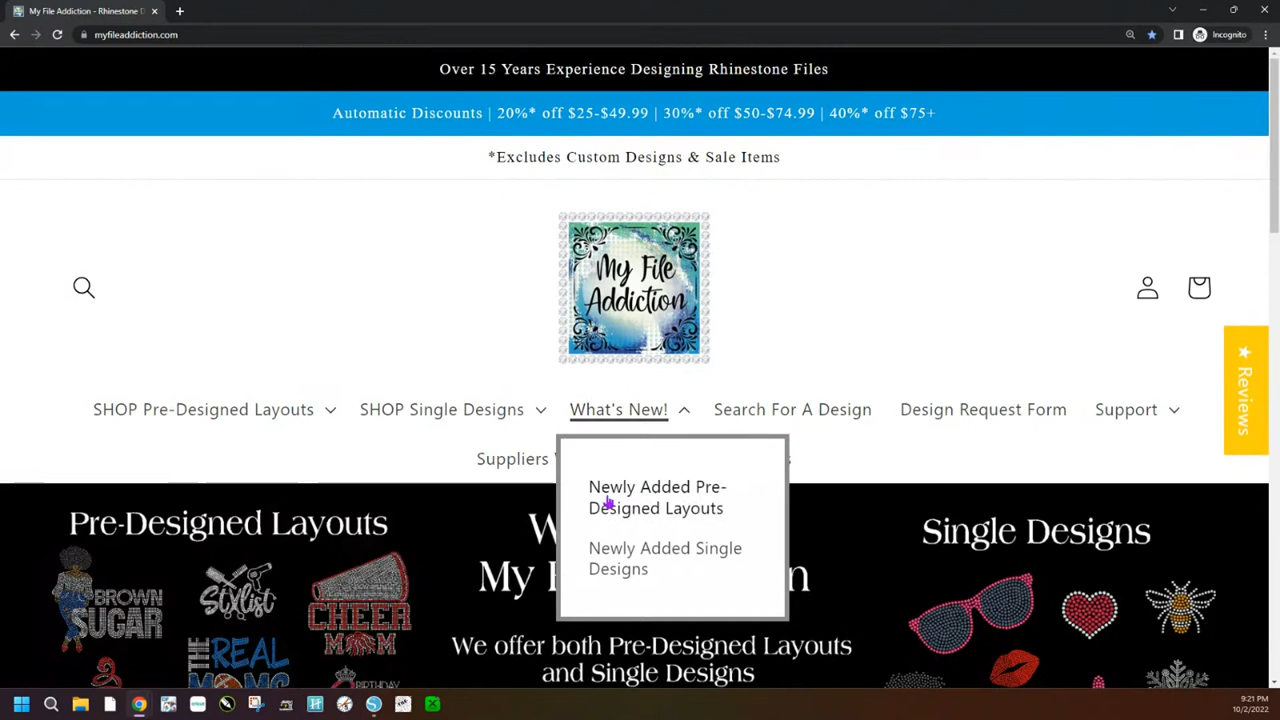 My File Addiction - Rhinestone D
myfileaddiction.com
Incognito
Over 15 Years Experience Designing Rhinestone Files
Automatic Discounts | 20%* off $25-$49.99 | 30%* off $50-$74.99 | 40%* off $75+
*Excludes Custom Designs & Sale Items
My File
Addiction
★ Reviews
SHOP Pre-Designed Layouts
SHOP Single Designs
What's New!
Search For A Design
Design Request Form
Support
Suppliers
Newly Added Pre-
Designed Layouts
Newly Added Single
Designs
Pre-Designed Layouts
BROWN
SUGAR
Stylist
CHEER
MOM
THE REAL
BIRTHDAY
My
We offer both Pre-Designed Layouts
and Single Designs
Single Designs
9:21 PM
10/2/2022